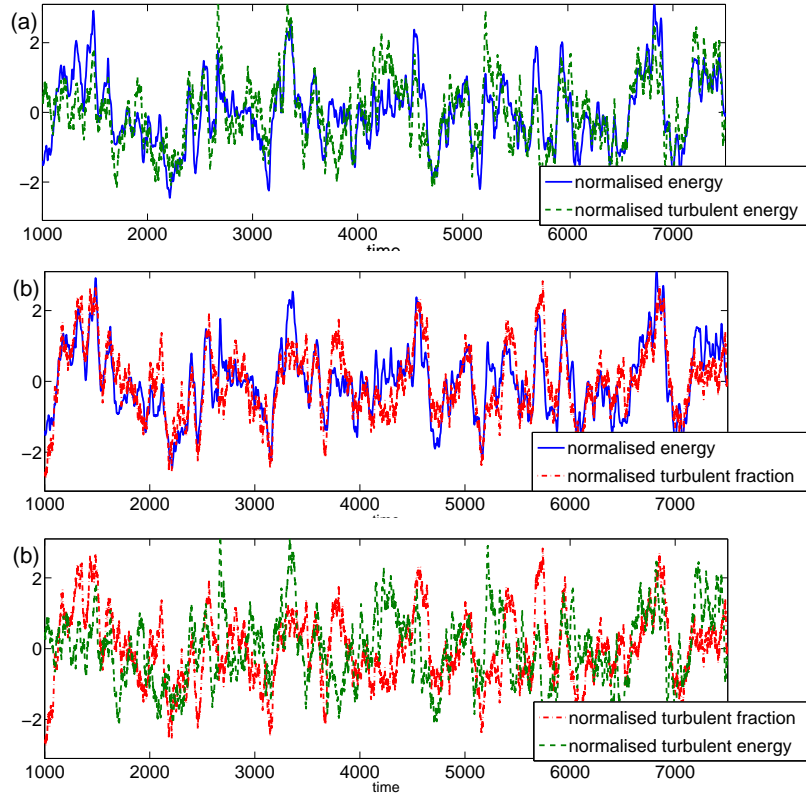 (a)
2
0
−2
1000 2000 3000 4000 5000 6000 7000
time
normalised energy
normalised turbulent energy
(b)
2
0
−2
1000 2000 3000 4000 5000 6000 7000
time
normalised energy
normalised turbulent fraction
(b)
2
0
−2
1000 2000 3000 4000 5000 6000 7000
time
normalised turbulent fraction
normalised turbulent energy